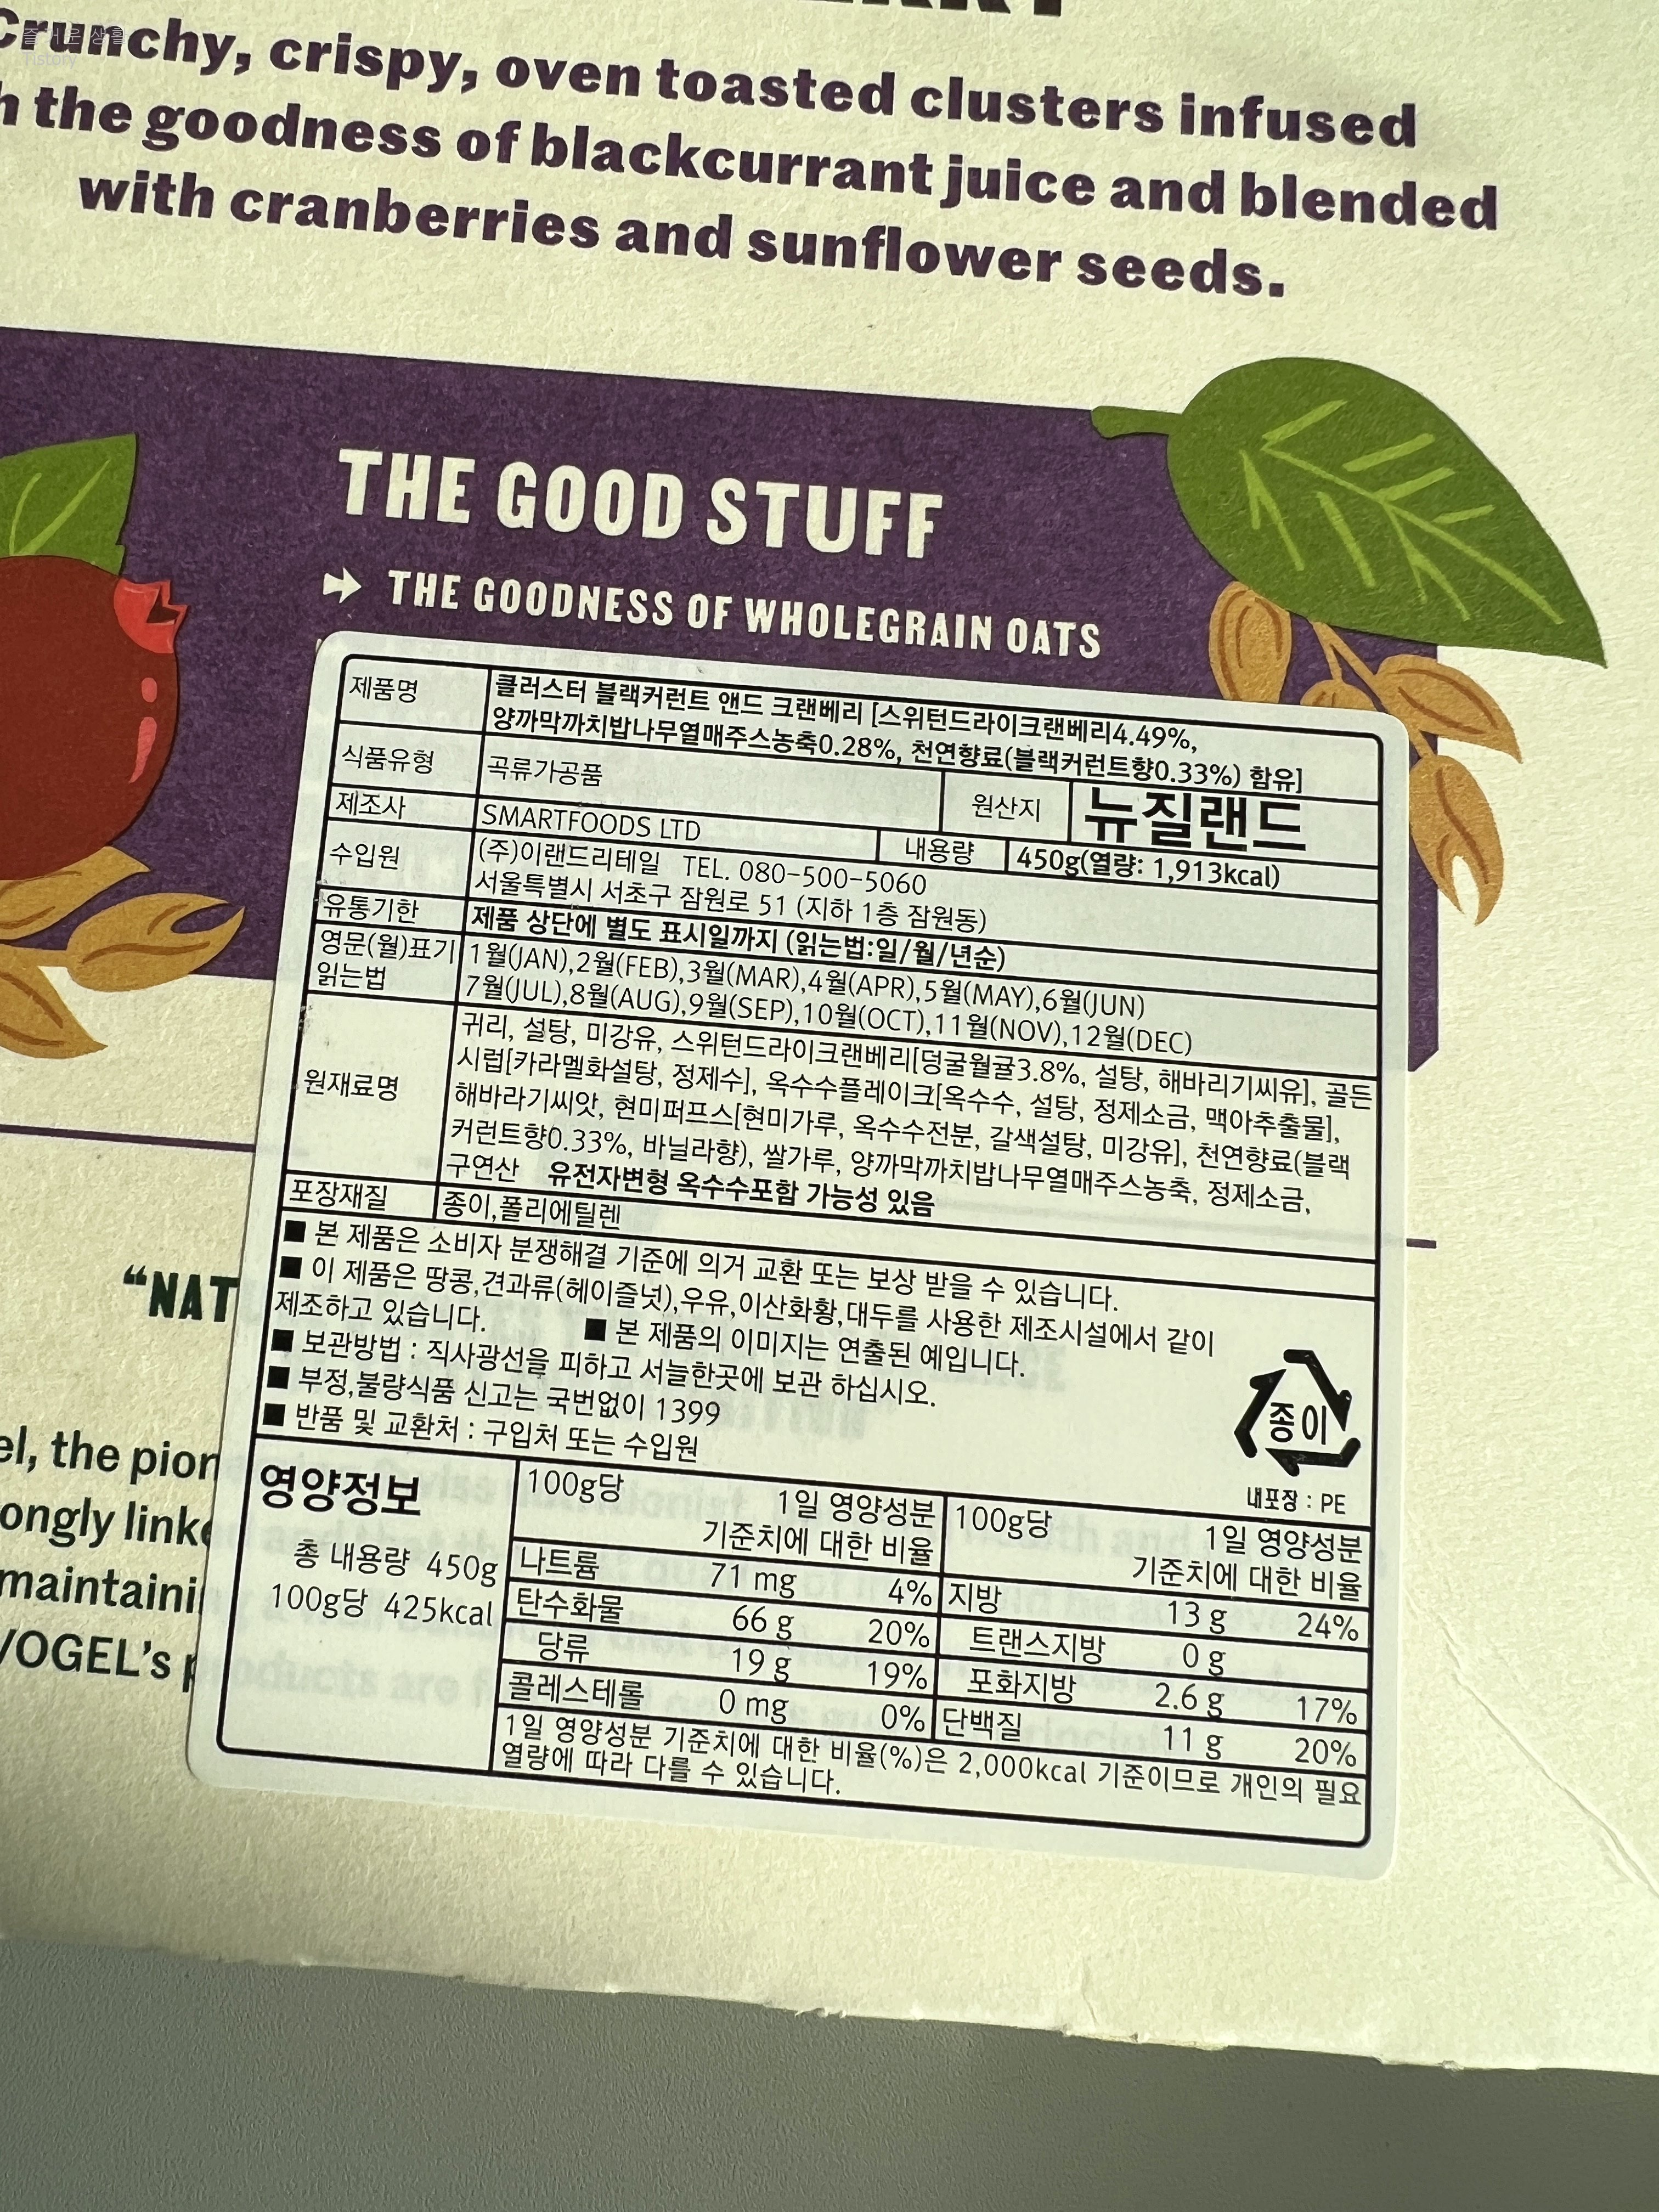 즐거운 생활
Tistory
Crunchy, crispy, oven toasted clusters infused
the goodness of blackcurrant juice and blended
with cranberries and sunflower seeds.
THE GOOD STUFF
THE GOODNESS OF WHOLEGRAIN OATS
제품명 클러스터 블랙커런트 앤드 크랜베리 [스위턴드라이크랜베리4.49%,
양까막까치밥나무열매주스농축0.28%, 천연향료(블랙커런트향0.33%) 함유]
식품유형 곡류가공품 원산지 뉴질랜드
제조사 SMARTFOODS LTD 내용량 450g(열량: 1,913kcal)
수입원 (주)이랜드리테일 TEL. 080-500-5060
서울특별시 서초구 잠원로 51 (지하 1층 잠원동)
유통기한 제품 상단에 별도 표시일까지 (읽는법:일/월/년순)
영문(월)표기 1월(JAN),2월(FEB),3월(MAR),4월(APR),5월(MAY),6월(JUN)
읽는법 7월(JUL),8월(AUG),9월(SEP),10월(OCT),11월(NOV),12월(DEC)
원재료명 귀리, 설탕, 미강유, 스위턴드라이크랜베리[덩굴월귤3.8%, 설탕, 해바리기씨유], 골든
시럽[카라멜화설탕, 정제수], 옥수수플레이크[옥수수, 설탕, 정제소금, 맥아추출물],
해바라기씨앗, 현미퍼프스[현미가루, 옥수수전분, 갈색설탕, 미강유], 천연향료(블랙
커런트향0.33%, 바닐라향), 쌀가루, 양까막까치밥나무열매주스농축, 정제소금,
구연산 유전자변형 옥수수포함 가능성 있음
포장재질 종이,폴리에틸렌
■ 본 제품은 소비자 분쟁해결 기준에 의거 교환 또는 보상 받을 수 있습니다.
■ 이 제품은 땅콩,견과류(헤이즐넛),우유,이산화황,대두를 사용한 제조시설에서 같이
제조하고 있습니다. ■ 본 제품의 이미지는 연출된 예입니다.
■ 보관방법 : 직사광선을 피하고 서늘한곳에 보관 하십시오.
■ 부정,불량식품 신고는 국번없이 1399
■ 반품 및 교환처 : 구입처 또는 수입원
종이
내포장 : PE
영양정보
총 내용량 450g
100g당 425kcal
100g당 1일 영양성분 100g당 1일 영양성분
기준치에 대한 비율 기준치에 대한 비율
나트륨 71 mg 4% 지방 13 g 24%
탄수화물 66 g 20% 트랜스지방 0 g
당류 19 g 19% 포화지방 2.6 g 17%
콜레스테롤 0 mg 0% 단백질 11 g 20%
1일 영양성분 기준치에 대한 비율(%)은 2,000kcal 기준이므로 개인의 필요
열량에 따라 다를 수 있습니다.
“NAT
el, the pion
ongly linke
maintaini
VOGEL's p